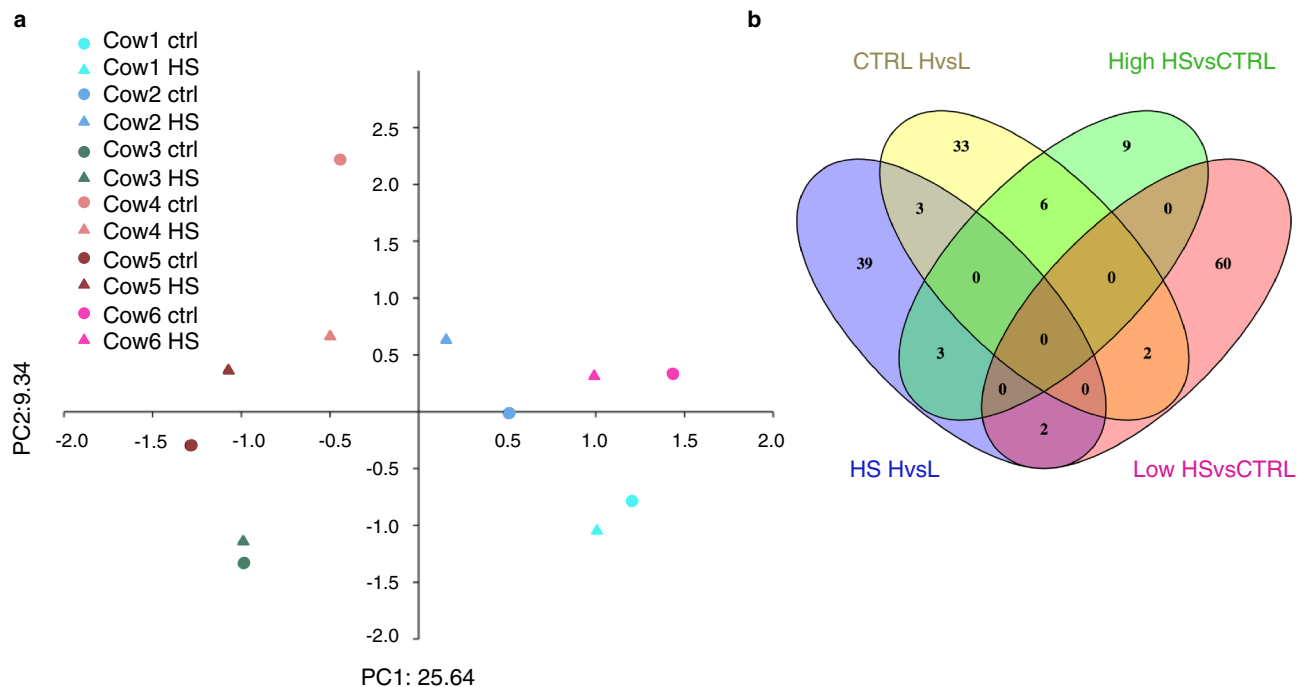 a
Cow1 ctrl
Cow1 HS
Cow2 ctrl
Cow2 HS
Cow3 ctrl
Cow3 HS
Cow4 ctrl
Cow4 HS
Cow5 ctrl
Cow5 HS
Cow6 ctrl
Cow6 HS
2.5
2.0
1.5
1.0
0.5
-2.0 -1.5 -1.0 -0.5 0.5 1.0 1.5 2.0
-0.5
-1.0
-1.5
-2.0
PC2:9.34
PC1: 25.64
b
CTRL HvsL High HSvsCTRL
33 9
3 6 0
39 0 0 60
3 0 2
0 0
2
HS HvsL Low HSvsCTRL